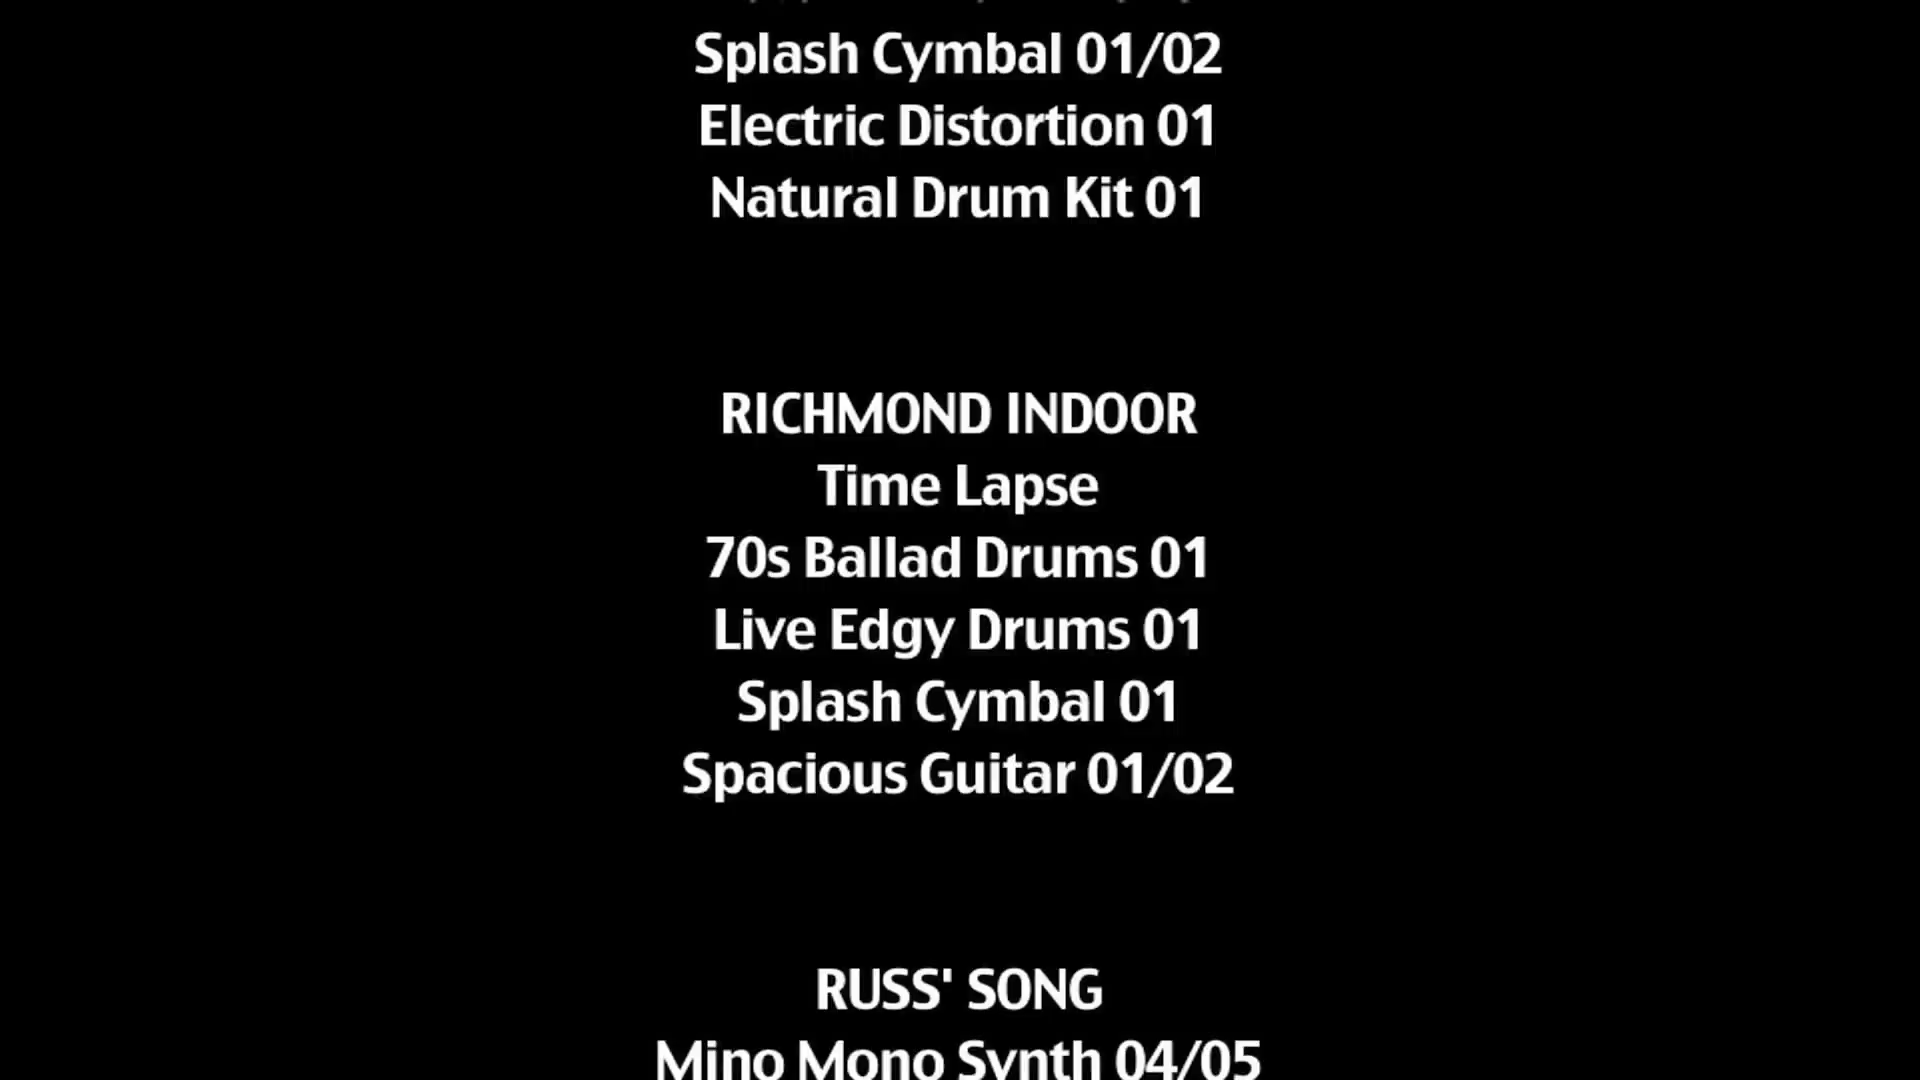 Splash Cymbal 01/02
Electric Distortion 01
Natural Drum Kit 01
RICHMOND INDOOR
Time Lapse
70s Ballad Drums 01
Live Edgy Drums 01
Splash Cymbal 01
Spacious Guitar 01/02
RUSS' SONG
Mino Mono Synth 04/05